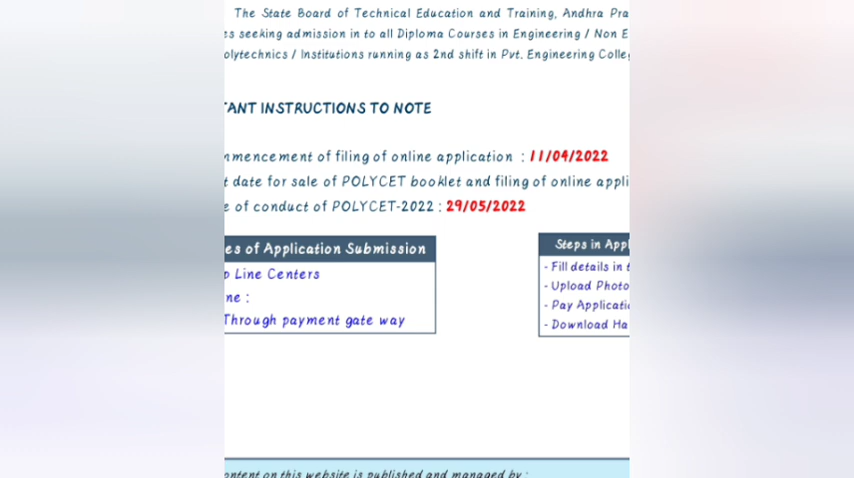 The State Board of Technical Education and Training, Andhra Pra
es seeking admission in to all Diploma Courses in Engineering / Non E
olytechnics / Institutions running as 2nd shift in Pvt. Engineering Colleg
TANT INSTRUCTIONS TO NOTE
mmencement of filing of online application : 11/04/2022
t date for sale of POLYCET booklet and filing of online appli
e of conduct of POLYCET-2022 : 29/05/2022
es of Application Submission
p Line Centers
ne :
Through payment gate way
Steps in Appl
- Fill details in t
- Upload Photo
- Pay Applicatio
- Download Ha
ontent on this website is published and managed by :